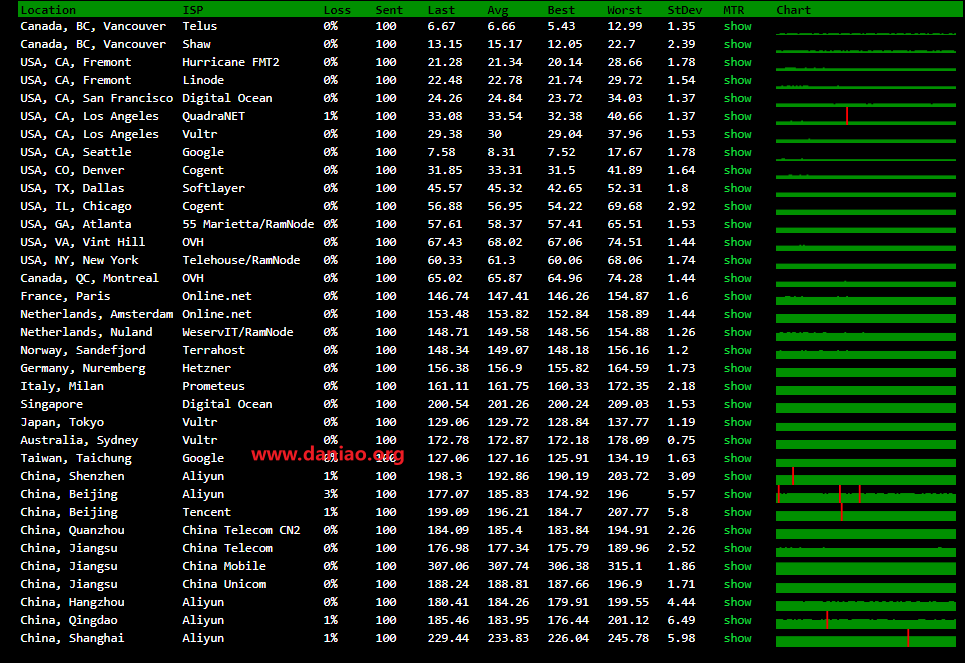 Location ISP Loss Sent Last Avg Best Worst StDev MTR Chart
Canada, BC, Vancouver Telus 0% 100 6.67 6.66 5.43 12.99 1.35 show
Canada, BC, Vancouver Shaw 0% 100 13.15 15.17 12.05 22.7 2.39 show
USA, CA, Fremont Hurricane FMT2 0% 100 21.28 21.34 20.14 28.66 1.78 show
USA, CA, Fremont Linode 0% 100 22.48 22.78 21.74 29.72 1.54 show
USA, CA, San Francisco Digital Ocean 0% 100 24.26 24.84 23.72 34.03 1.37 show
USA, CA, Los Angeles QuadraNET 1% 100 33.08 33.54 32.38 40.66 1.37 show
USA, CA, Los Angeles Vultr 0% 100 29.38 30 29.04 37.96 1.53 show
USA, CA, Seattle Google 0% 100 7.58 8.31 7.52 17.67 1.78 show
USA, CO, Denver Cogent 0% 100 31.85 33.31 31.5 41.89 1.64 show
USA, TX, Dallas Softlayer 0% 100 45.57 45.32 42.65 52.31 1.8 show
USA, IL, Chicago Cogent 0% 100 56.88 56.95 54.22 69.68 2.92 show
USA, GA, Atlanta 55 Marietta/RamNode 0% 100 57.61 58.37 57.41 65.51 1.53 show
USA, VA, Vint Hill OVH 0% 100 67.43 68.02 67.06 74.51 1.44 show
USA, NY, New York Telehouse/RamNode 0% 100 60.33 61.3 60.06 68.06 1.74 show
Canada, QC, Montreal OVH 0% 100 65.02 65.87 64.96 74.28 1.44 show
France, Paris Online.net 0% 100 146.74 147.41 146.26 154.87 1.6 show
Netherlands, Amsterdam Online.net 0% 100 153.48 153.82 152.84 158.89 1.44 show
Netherlands, Nuland WeservIT/RamNode 0% 100 148.71 149.58 148.56 154.88 1.26 show
Norway, Sandefjord Terrahost 0% 100 148.34 149.07 148.18 156.16 1.2 show
Germany, Nuremberg Hetzner 0% 100 156.38 156.9 155.82 164.59 1.73 show
Italy, Milan Prometeus 0% 100 161.11 161.75 160.33 172.35 2.18 show
Singapore Digital Ocean 0% 100 200.54 201.26 200.24 209.03 1.53 show
Japan, Tokyo Vultr 0% 100 129.06 129.72 128.84 137.77 1.19 show
Australia, Sydney Vultr 0% 100 172.78 172.87 172.18 178.09 0.75 show
Taiwan, Taichung Google 0% 100 127.06 127.16 125.91 134.19 1.63 show
www.daniao.org
China, Shenzhen Aliyun 1% 100 198.3 192.86 190.19 203.72 3.09 show
China, Beijing Aliyun 3% 100 177.07 185.83 174.92 196 5.57 show
China, Beijing Tencent 1% 100 199.09 196.21 184.7 207.77 5.8 show
China, Quanzhou China Telecom CN2 0% 100 184.09 185.4 183.84 194.91 2.26 show
China, Jiangsu China Telecom 0% 100 176.98 177.34 175.79 189.96 2.52 show
China, Jiangsu China Mobile 0% 100 307.06 307.74 306.38 315.1 1.86 show
China, Jiangsu China Unicom 0% 100 188.24 188.81 187.66 196.9 1.71 show
China, Hangzhou Aliyun 0% 100 180.41 184.26 179.91 199.55 4.44 show
China, Qingdao Aliyun 1% 100 185.46 183.95 176.44 201.12 6.49 show
China, Shanghai Aliyun 1% 100 229.44 233.83 226.04 245.78 5.98 show